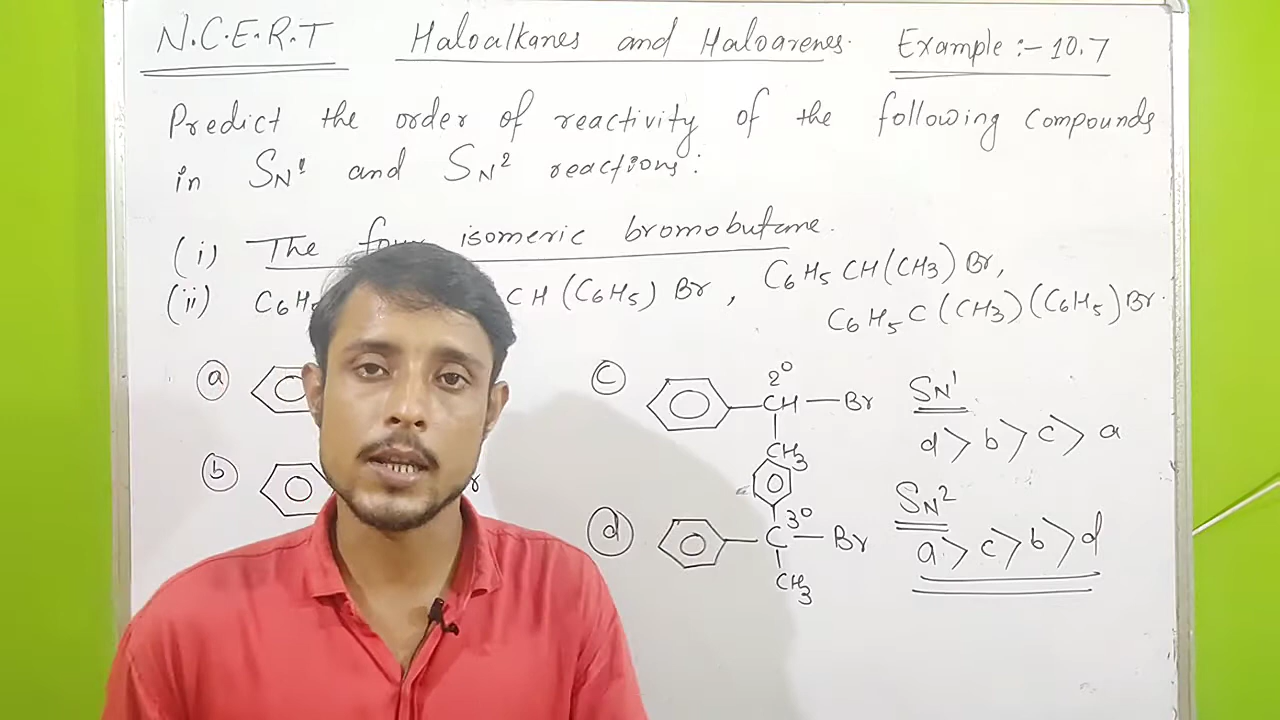 N.C.E.R.T Haloalkanes and Haloarenes. Example :- 10.7
Predict the order of reactivity of the following compounds
in SN¹ and SN² reactions:
(i) The four isomeric bromobutane.
(ii) C6H5 CH(C6H5) Br, C6H5 CH(CH3) Br,
C6H5 C(CH3)(C6H5)Br.
a
b r
c 2° CH — Br
CH3
d 3° C — Br
CH3
SN¹
d > b > c > a
SN²
a > c > b > d